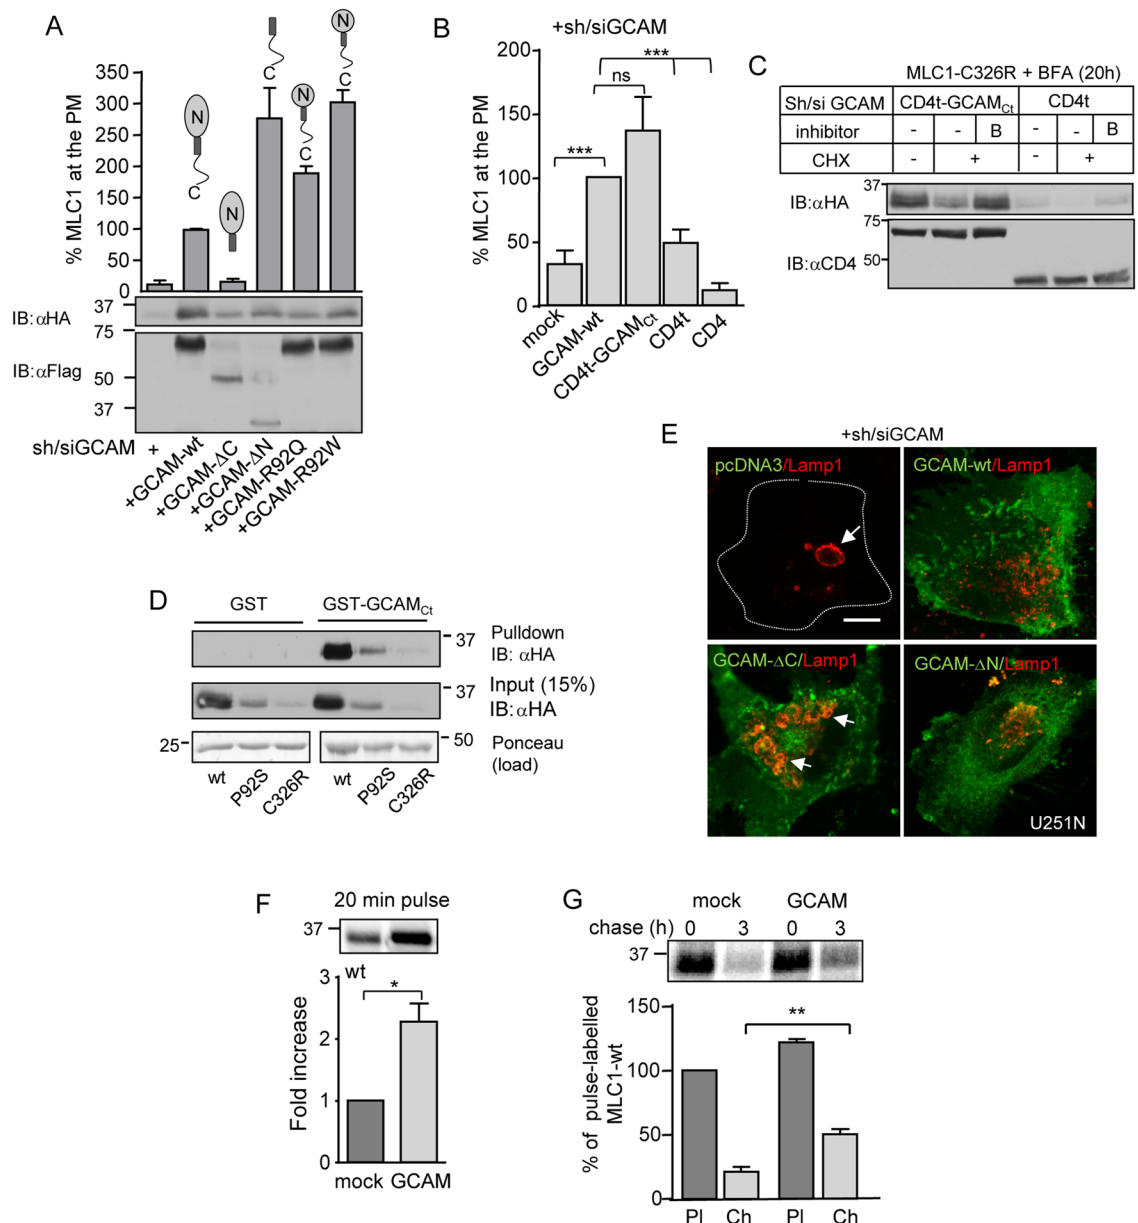 A
% MLC1 at the PM
350
300
250
200
150
100
50
0
N
C
N
C
N
C
N
C
IB:αHA
37
75
IB:αFlag
50
37
sh/siGCAM +
+GCAM-wt
+GCAM-ΔC
+GCAM-ΔN
+GCAM-R92Q
+GCAM-R92W
B
+sh/siGCAM
% MLC1 at the PM
200
150
100
50
0
***
ns
***
mock
GCAM-wt
CD4t-GCAMCt
CD4t
CD4
C
MLC1-C326R + BFA (20h)
Sh/si GCAM CD4t-GCAMCt CD4t
inhibitor - - B - - B
CHX - + - +
IB:αHA
37
75
IB:αCD4
50
D
GST GST-GCAMCt
37 Pulldown
IB: αHA
37 Input (15%)
IB:αHA
25 50 Ponceau
(load)
wt P92S C326R wt P92S C326R
E
+sh/siGCAM
pcDNA3/Lamp1
GCAM-wt/Lamp1
GCAM-ΔC/Lamp1
GCAM-ΔN/Lamp1
U251N
F
20 min pulse
37
wt
Fold increase
3
2
1
0
*
mock GCAM
G
mock GCAM
chase (h) 0 3 0 3
37
% of pulse-labelled
MLC1-wt
150
100
50
0
**
Pl Ch Pl Ch